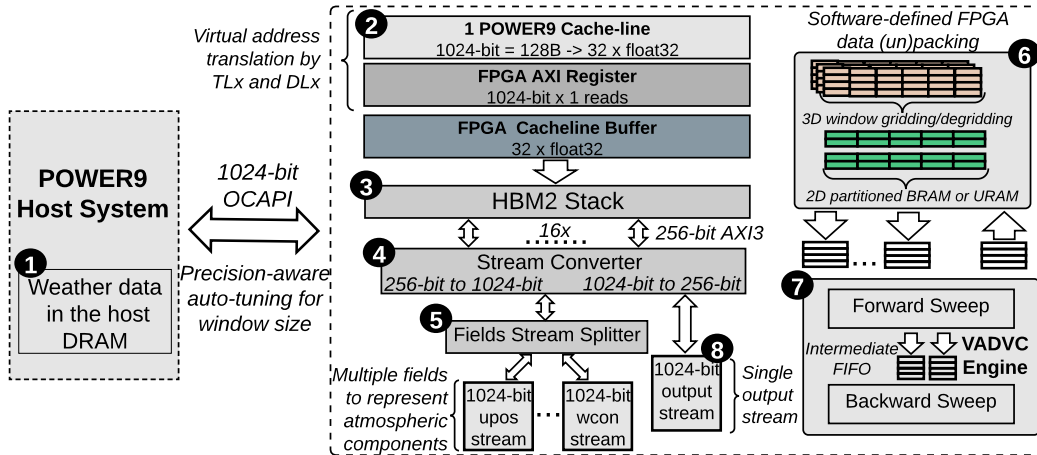 POWER9
Host System
1
Weather data
in the host
DRAM
1024-bit
OCAPI
Precision-aware
auto-tuning for
window size
Virtual address
translation by
TLx and DLx
2
1 POWER9 Cache-line
1024-bit = 128B -> 32 x float32
FPGA AXI Register
1024-bit x 1 reads
FPGA Cacheline Buffer
32 x float32
3
HBM2 Stack
16x
256-bit AXI3
4
Stream Converter
256-bit to 1024-bit
1024-bit to 256-bit
5
Fields Stream Splitter
Multiple fields
to represent
atmospheric
components
1024-bit
upos
stream
...
1024-bit
wcon
stream
8
1024-bit
output
stream
Single
output
stream
Software-defined FPGA
data (un)packing
6
3D window gridding/degridding
2D partitioned BRAM or URAM
...
7
Forward Sweep
Intermediate
FIFO
VADVC
Engine
Backward Sweep